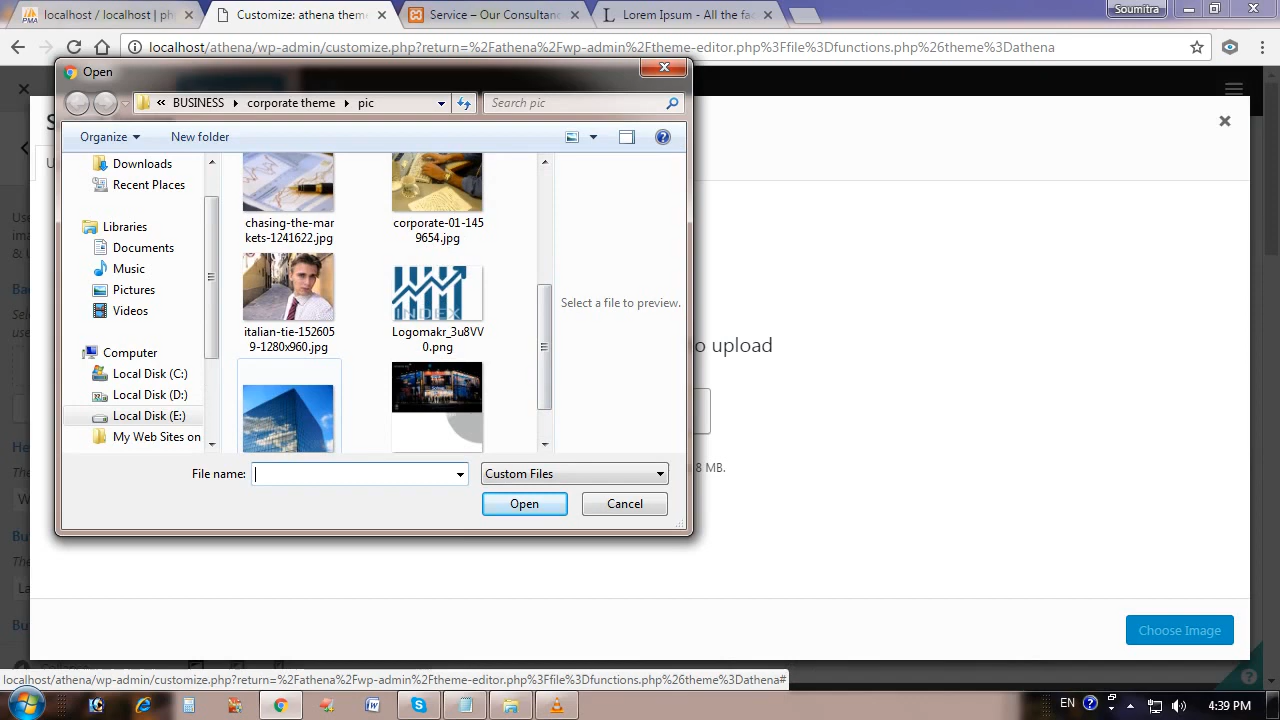 localhost / localhost | php
Customize: athena them
Service – Our Consultanc
Lorem Ipsum - All the fac
Soumitra
localhost/athena/wp-admin/customize.php?return=%2Fathena%2Fwp-admin%2Ftheme-editor.php%3Ffile%3Dfunctions.php%26theme%3Dathena
Open
BUSINESS
corporate theme
pic
Search pic
Organize
New folder
Downloads
Recent Places
Libraries
Documents
Music
Pictures
Videos
Computer
Local Disk (C:)
Local Disk (D:)
Local Disk (E:)
My Web Sites on
chasing-the-mar
kets-1241622.jpg
corporate-01-145
9654.jpg
italian-tie-152605
9-1280x960.jpg
INDEX
Logomakr_3u8VV
0.png
Select a file to preview.
File name:
Custom Files
Open
Cancel
o upload
8 MB.
Choose Image
localhost/athena/wp-admin/customize.php?return=%2Fathena%2Fwp-admin%2Ftheme-editor.php%3Ffile%3Dfunctions.php%26theme%3Dathena#
EN
4:39 PM